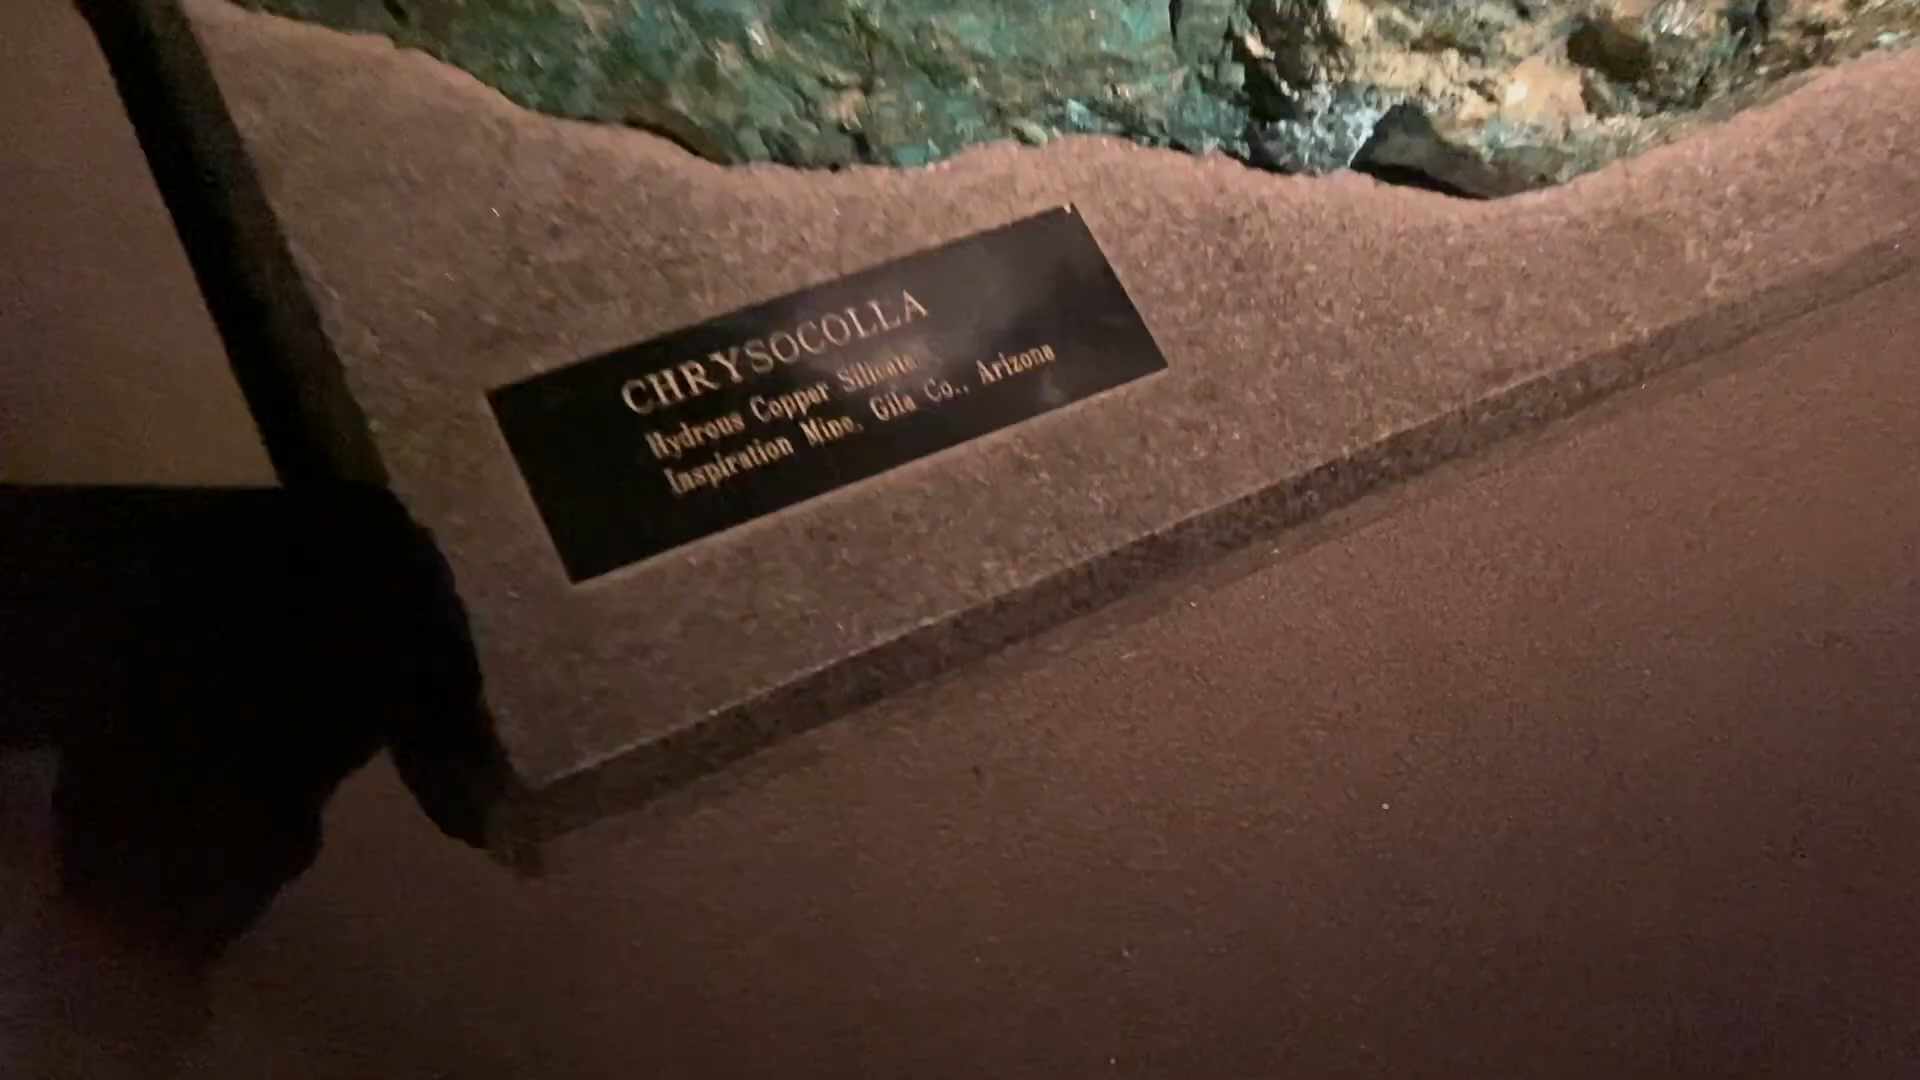 CHRYSOCOLLA
Hydrous Copper Silicate
Inspiration Mine, Gila Co., Arizona